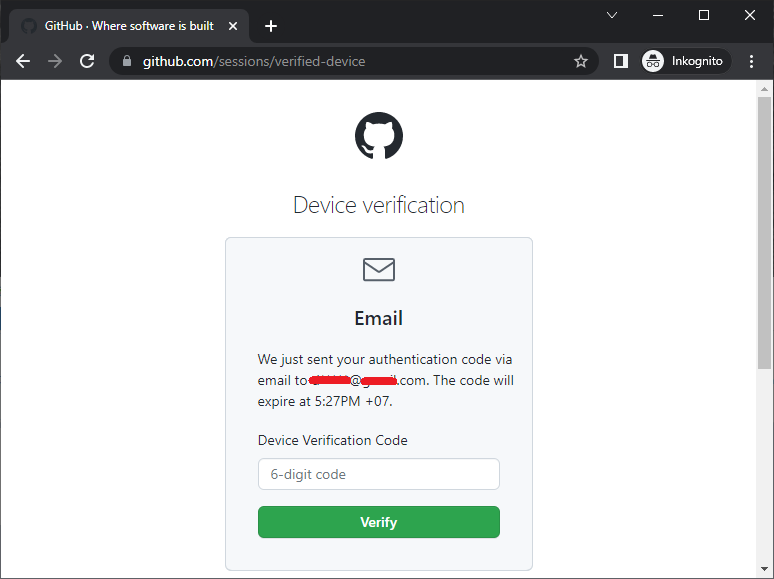 GitHub · Where software is built
github.com/sessions/verified-device
Inkognito
Device verification
Email
We just sent your authentication code via
email to @ .com. The code will
expire at 5:27PM +07.
Device Verification Code
6-digit code
Verify